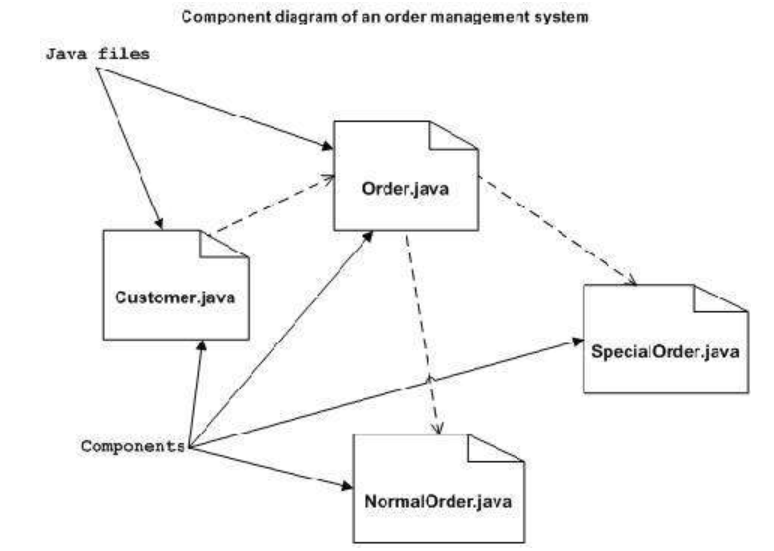 Component diagram of an order management system
Java files
Order.java
Customer.java
SpecialOrder.java
Components
NormalOrder.java